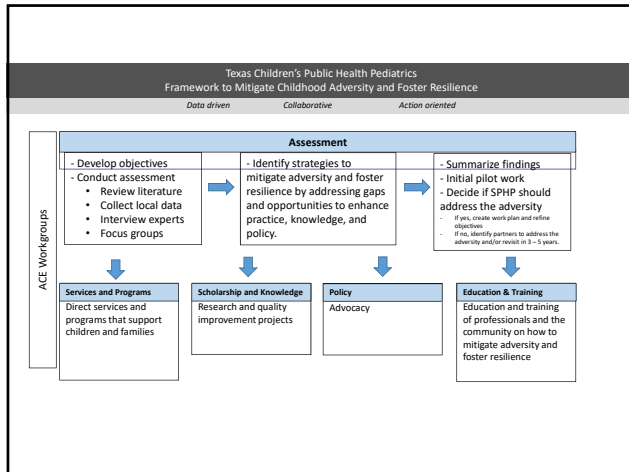 Texas Children's Public Health Pediatrics
Framework to Mitigate Childhood Adversity and Foster Resilience
Data driven Collaborative Action oriented
ACE Workgroups
Assessment
- Develop objectives
- Conduct assessment
• Review literature
• Collect local data
• Interview experts
• Focus groups
- Identify strategies to
mitigate adversity and foster
resilience by addressing gaps
and opportunities to enhance
practice, knowledge, and
policy.
- Summarize findings
- Initial pilot work
- Decide if SPHP should
address the adversity
- If yes, create work plan and refine
objectives
- If no, identify partners to address the
adversity and/or revisit in 3 – 5 years.
Services and Programs
Direct services and
programs that support
children and families
Scholarship and Knowledge
Research and quality
improvement projects
Policy
Advocacy
Education & Training
Education and training
of professionals and the
community on how to
mitigate adversity and
foster resilience